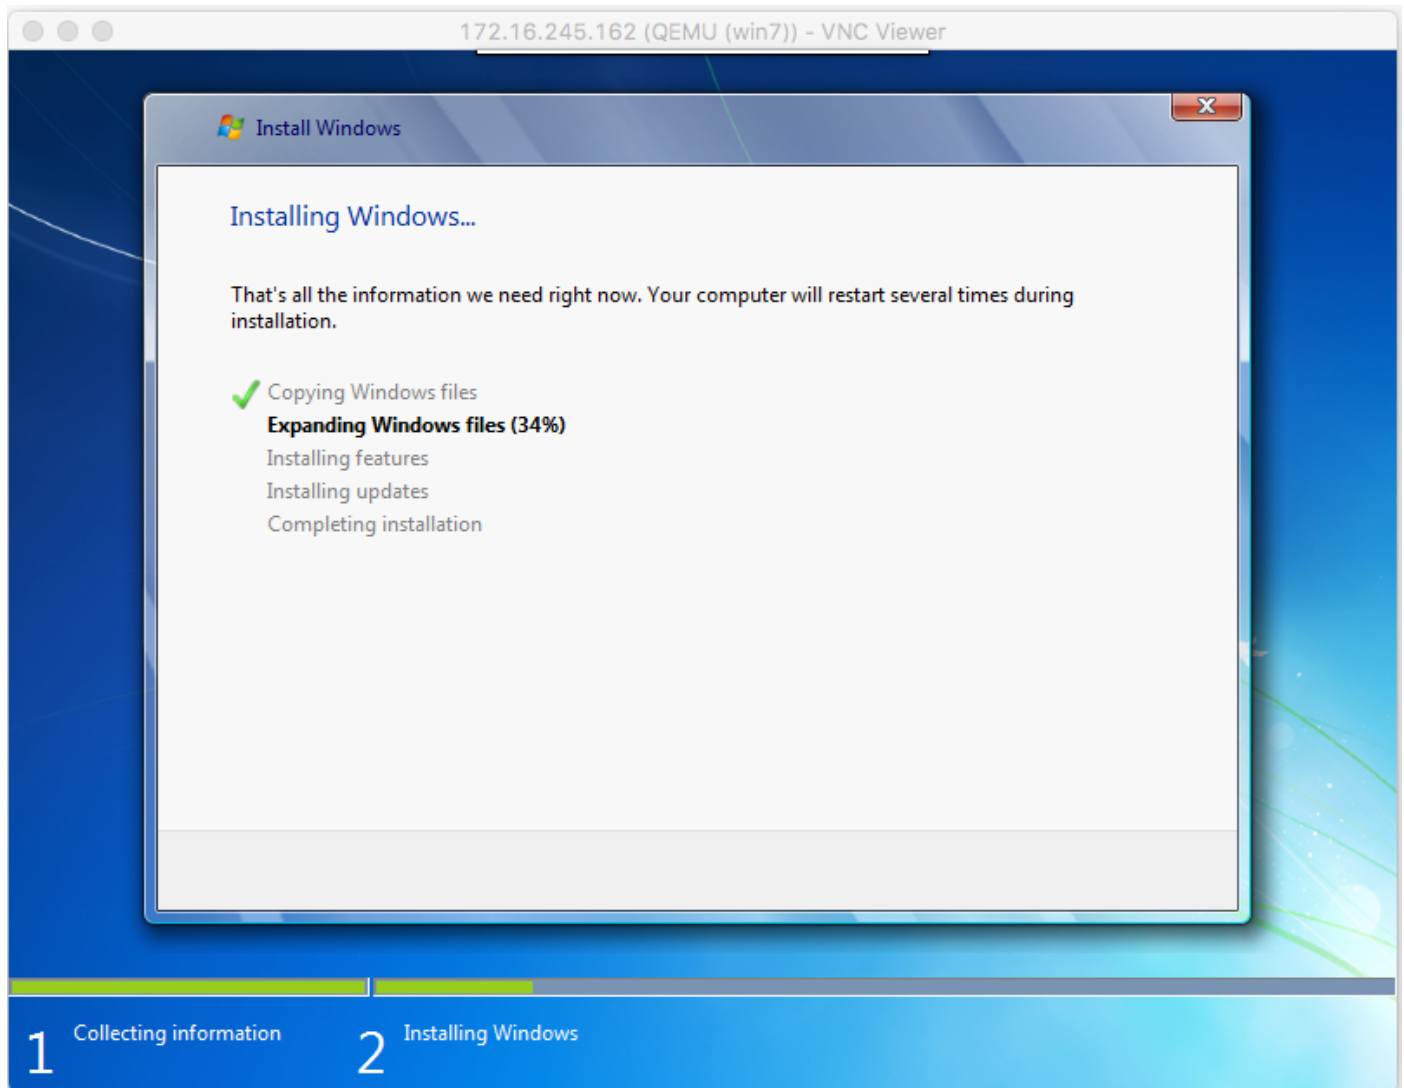 172.16.245.162 (QEMU (win7)) - VNC Viewer
Install Windows
Installing Windows...
That's all the information we need right now. Your computer will restart several times during
installation.
Copying Windows files
Expanding Windows files (34%)
Installing features
Installing updates
Completing installation
1 Collecting information 2 Installing Windows